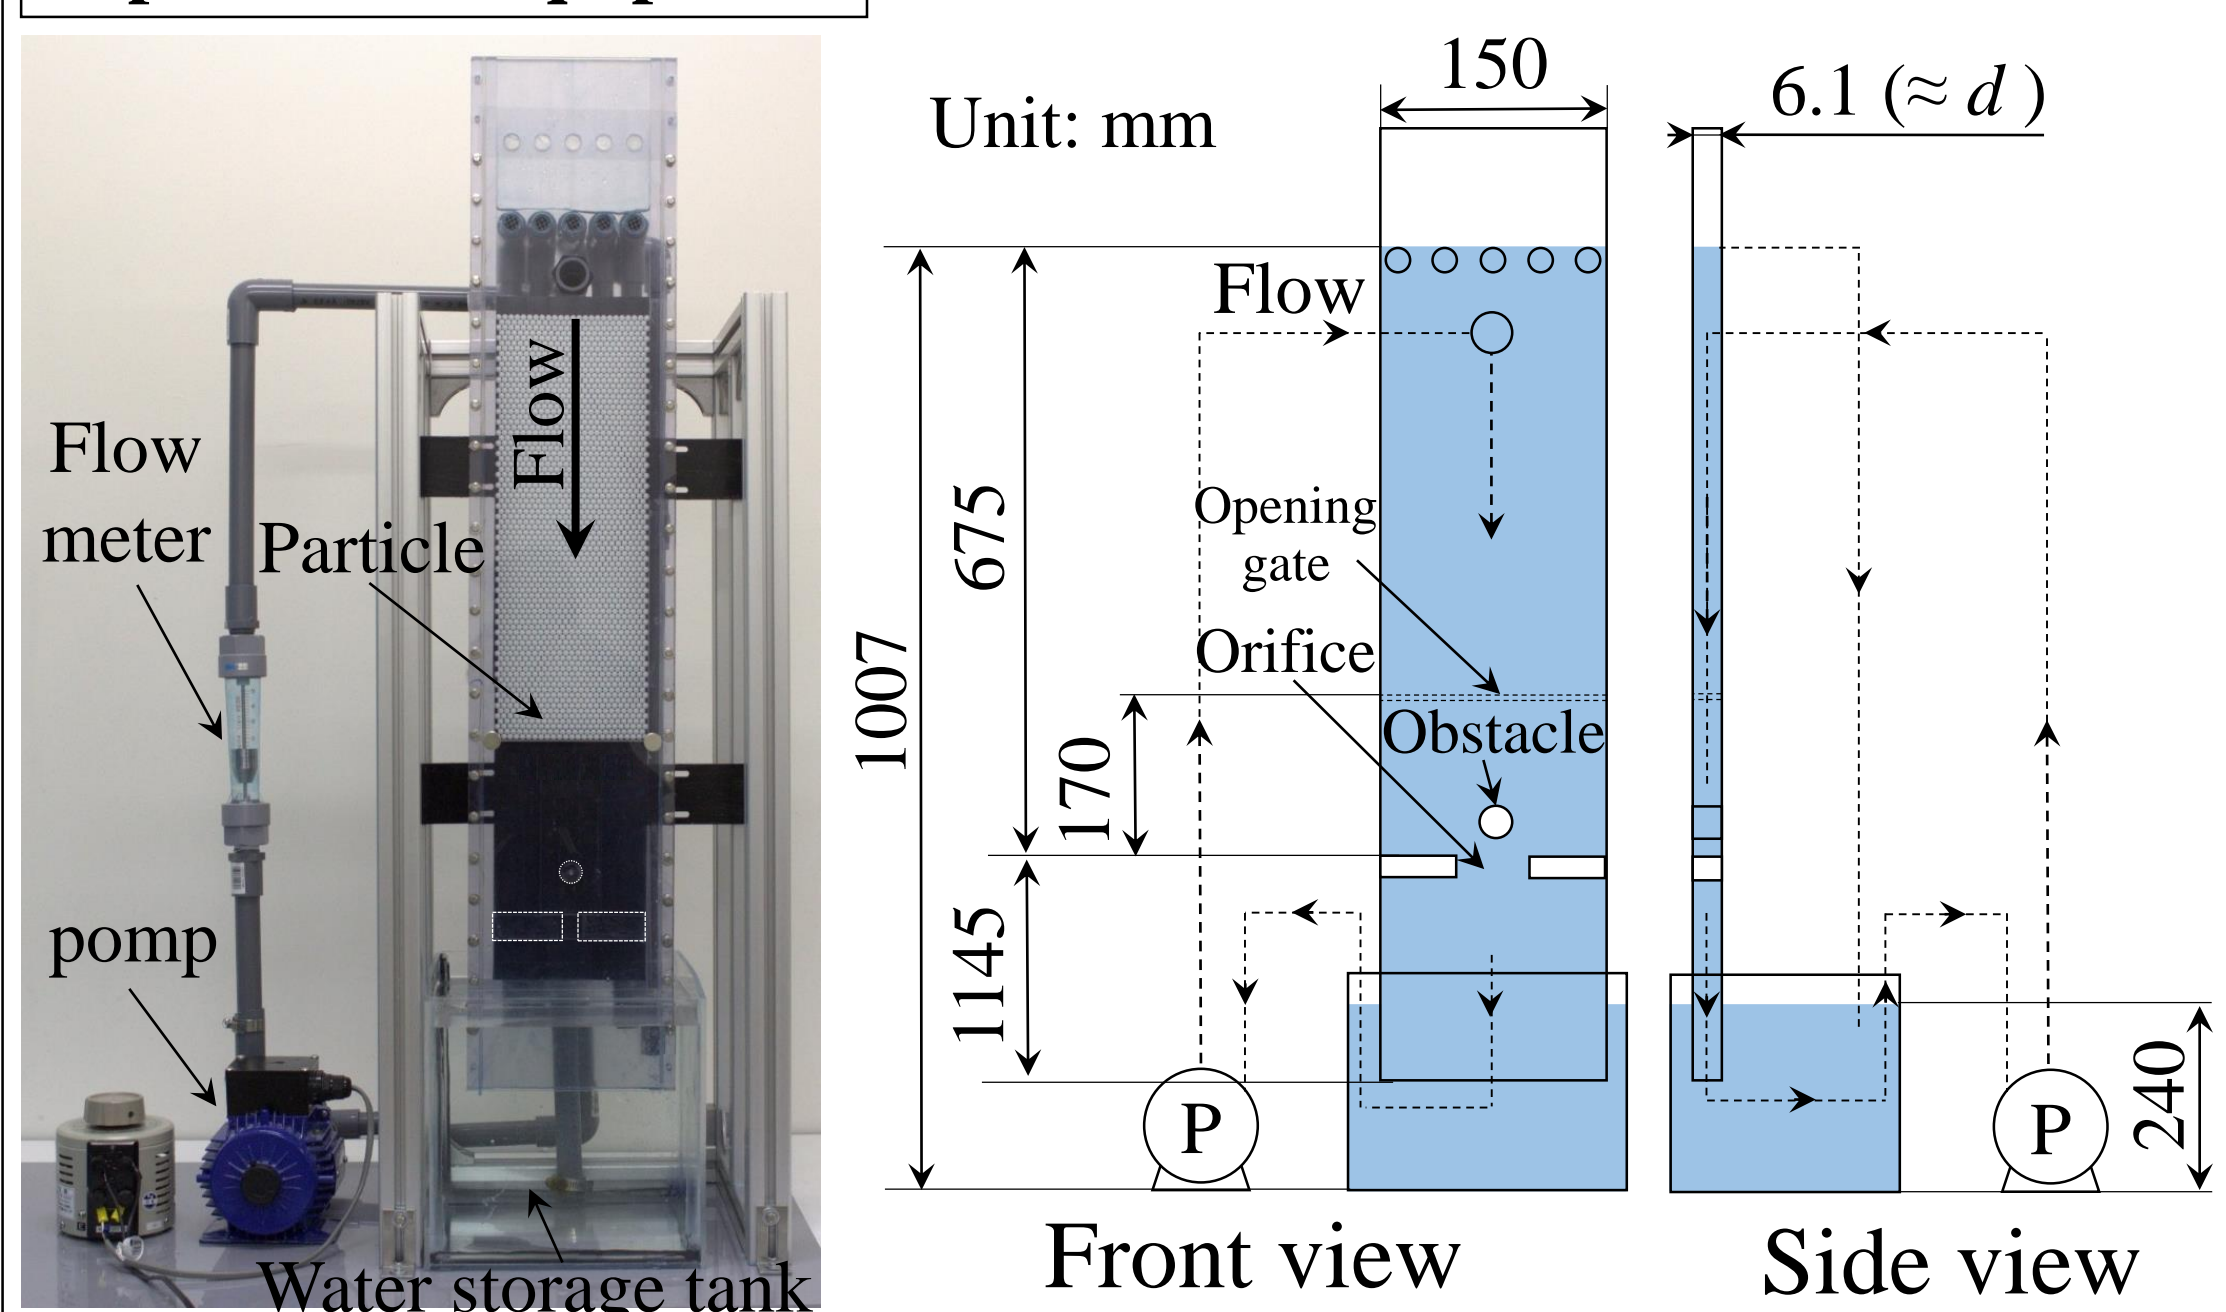 Flow
Flow
meter
Particle
pomp
Water storage tank
Unit: mm
150
6.1 (≈ d )
Flow
Opening
gate
Orifice
Obstacle
675
1007
170
1145
240
P
P
Front view
Side view